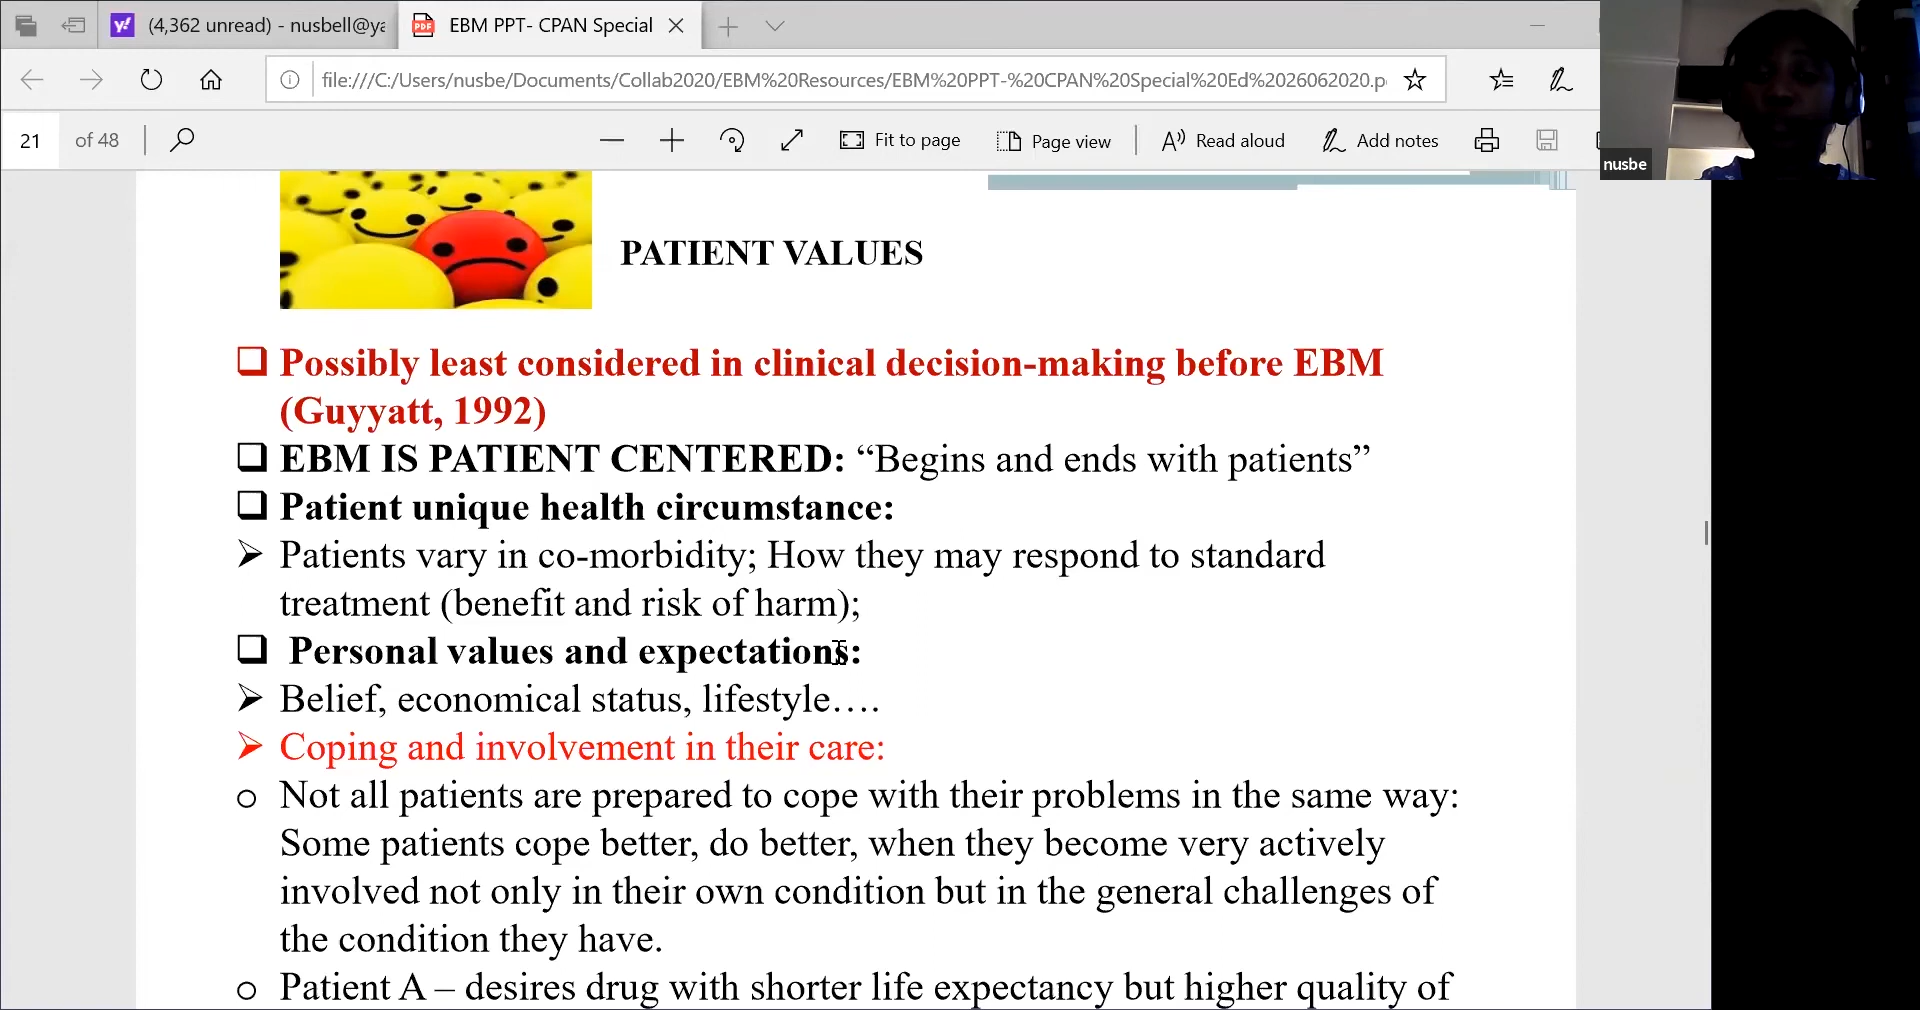 (4,362 unread) - nusbell@ya
EBM PPT- CPAN Special
file:///C:/Users/nusbe/Documents/Collab2020/EBM%20Resources/EBM%20PPT-%20CPAN%20Special%20Ed%2026062020.p
21 of 48
Fit to page
Page view
Read aloud
Add notes
nusbe
PATIENT VALUES
❑ Possibly least considered in clinical decision-making before EBM
(Guyyatt, 1992)
❑ EBM IS PATIENT CENTERED: “Begins and ends with patients”
❑ Patient unique health circumstance:
➢ Patients vary in co-morbidity; How they may respond to standard
treatment (benefit and risk of harm);
❑ Personal values and expectations:
➢ Belief, economical status, lifestyle….
➢ Coping and involvement in their care:
o Not all patients are prepared to cope with their problems in the same way:
Some patients cope better, do better, when they become very actively
involved not only in their own condition but in the general challenges of
the condition they have.
o Patient A – desires drug with shorter life expectancy but higher quality of